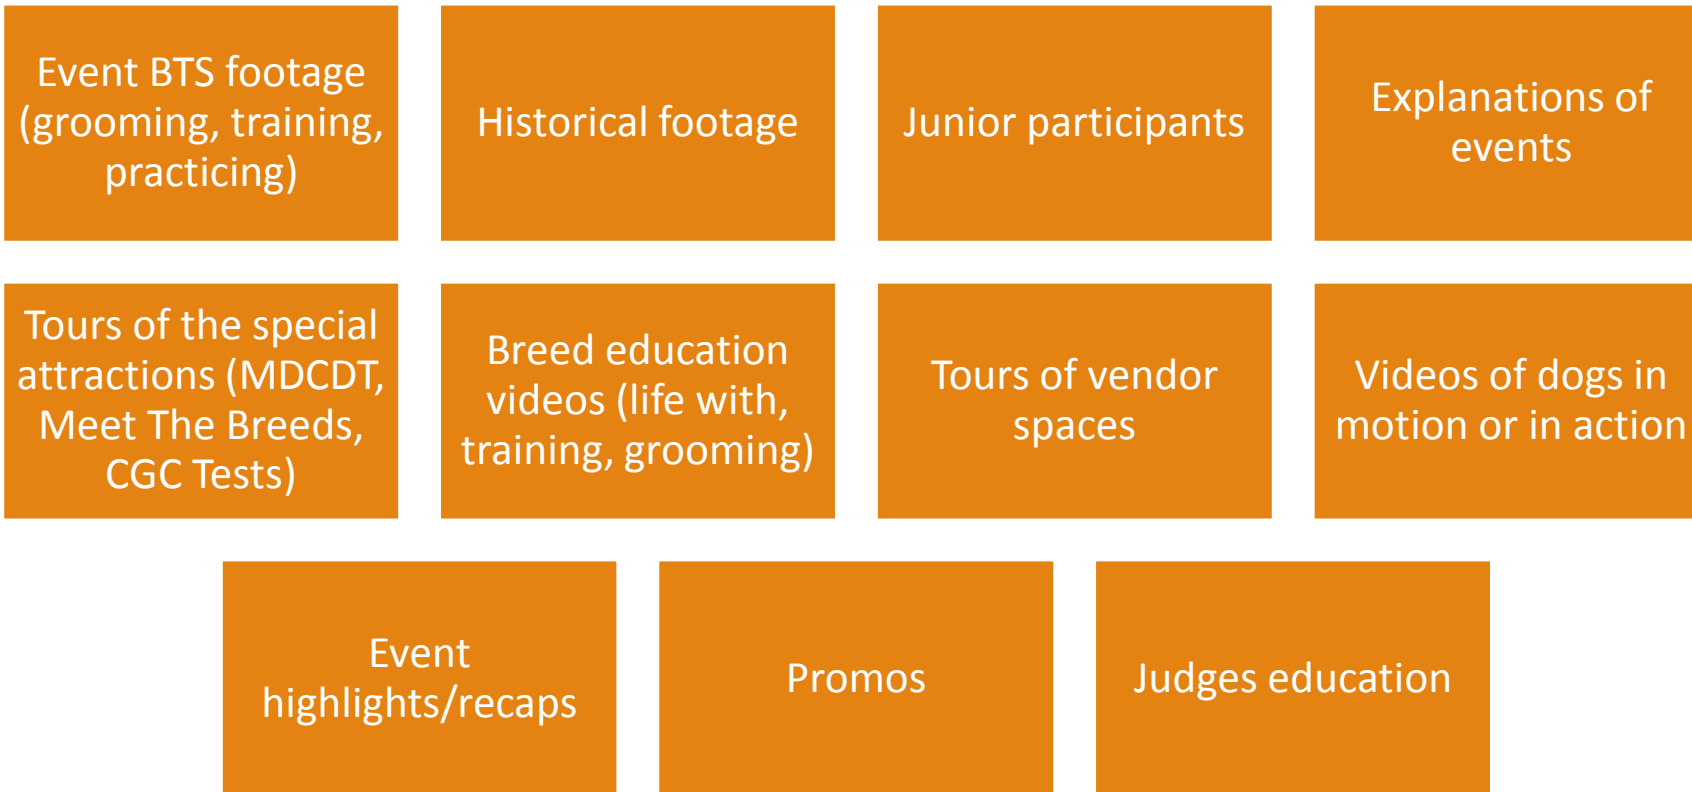 Event BTS footage
(grooming, training,
practicing)
Historical footage
Junior participants
Explanations of
events
Tours of the special
attractions (MDCDT,
Meet The Breeds,
CGC Tests)
Breed education
videos (life with,
training, grooming)
Tours of vendor
spaces
Videos of dogs in
motion or in action
Event
highlights/recaps
Promos
Judges education